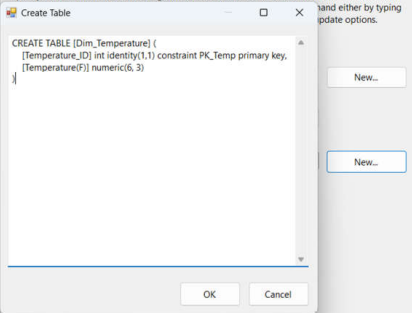 Create Table
mand either by typing
update options.
CREATE TABLE [Dim_Temperature] (
[Temperature_ID] int identity(1,1) constraint PK_Temp primary key,
[Temperature(F)] numeric(6, 3)
)
New...
New...
OK
Cancel